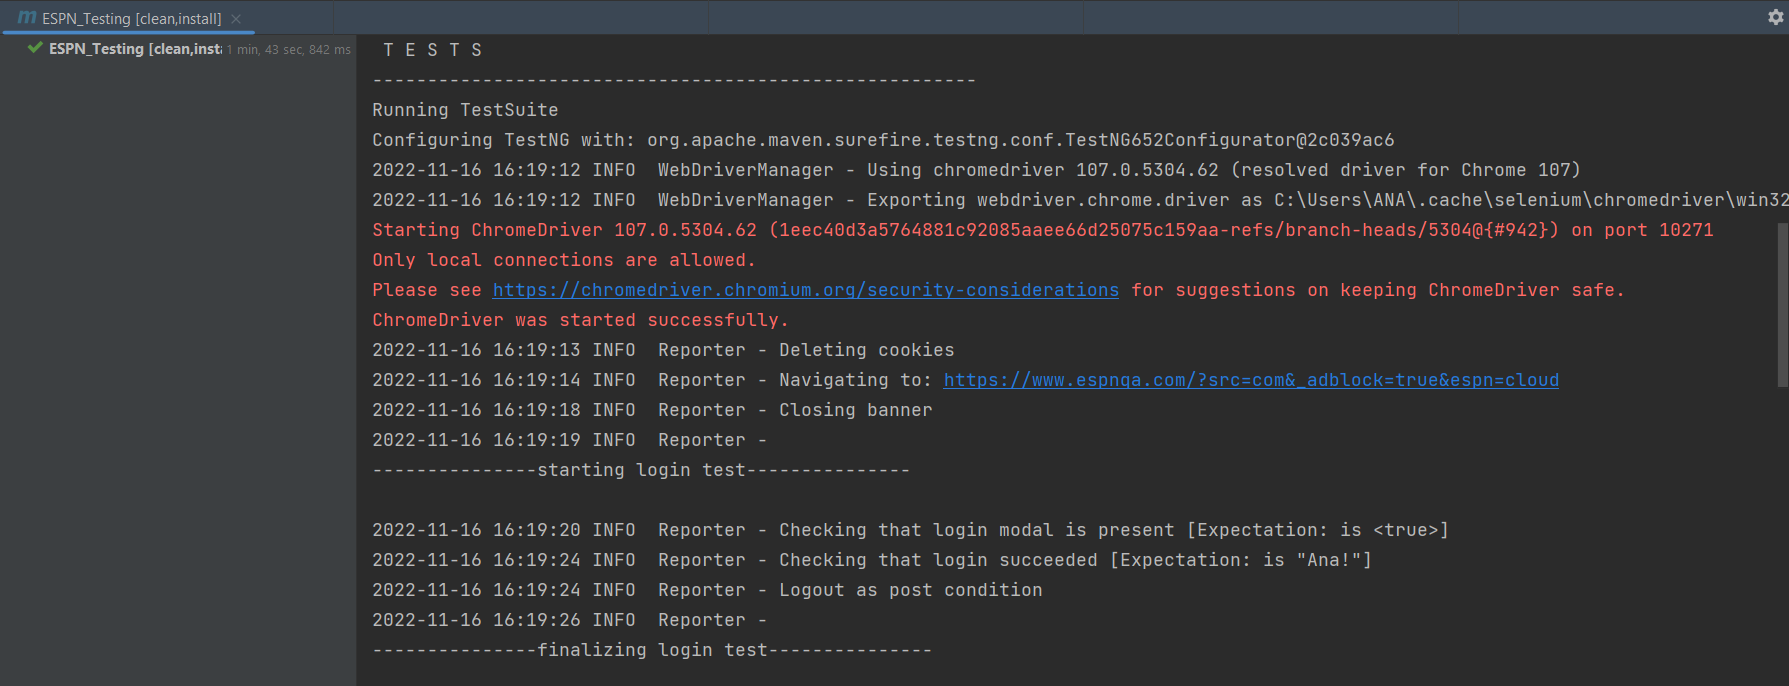 m ESPN_Testing [clean,install] ×
ESPN_Testing [clean,inst 1 min, 43 sec, 842 ms
T E S T S
-------------------------------------------------------
Running TestSuite
Configuring TestNG with: org.apache.maven.surefire.testng.conf.TestNG652Configurator@2c039ac6
2022-11-16 16:19:12 INFO  WebDriverManager - Using chromedriver 107.0.5304.62 (resolved driver for Chrome 107)
2022-11-16 16:19:12 INFO  WebDriverManager - Exporting webdriver.chrome.driver as C:\Users\ANA\.cache\selenium\chromedriver\win32
Starting ChromeDriver 107.0.5304.62 (1eec40d3a5764881c92085aaee66d25075c159aa-refs/branch-heads/5304@{#942}) on port 10271
Only local connections are allowed.
Please see https://chromedriver.chromium.org/security-considerations for suggestions on keeping ChromeDriver safe.
ChromeDriver was started successfully.
2022-11-16 16:19:13 INFO  Reporter - Deleting cookies
2022-11-16 16:19:14 INFO  Reporter - Navigating to: https://www.espnqa.com/?src=com&_adblock=true&espn=cloud
2022-11-16 16:19:18 INFO  Reporter - Closing banner
2022-11-16 16:19:19 INFO  Reporter -
---------------starting login test---------------
2022-11-16 16:19:20 INFO  Reporter - Checking that login modal is present [Expectation: is <true>]
2022-11-16 16:19:24 INFO  Reporter - Checking that login succeeded [Expectation: is "Ana!"]
2022-11-16 16:19:24 INFO  Reporter - Logout as post condition
2022-11-16 16:19:26 INFO  Reporter -
---------------finalizing login test---------------